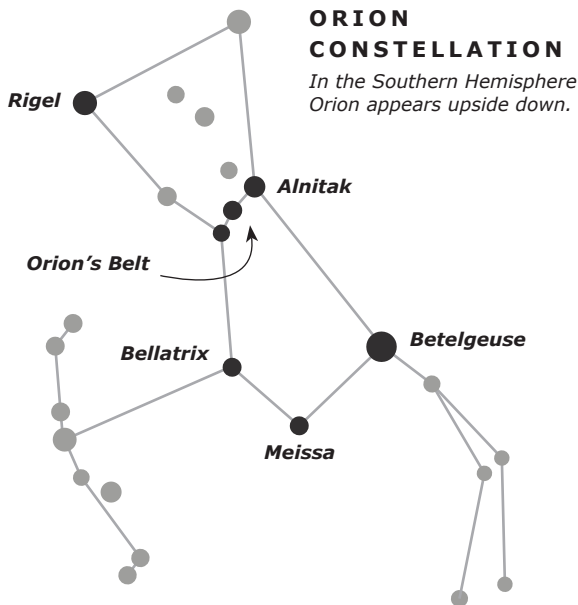 ORION
CONSTELLATION
In the Southern Hemisphere
Orion appears upside down.
Rigel
Alnitak
Orion's Belt
Bellatrix
Betelgeuse
Meissa